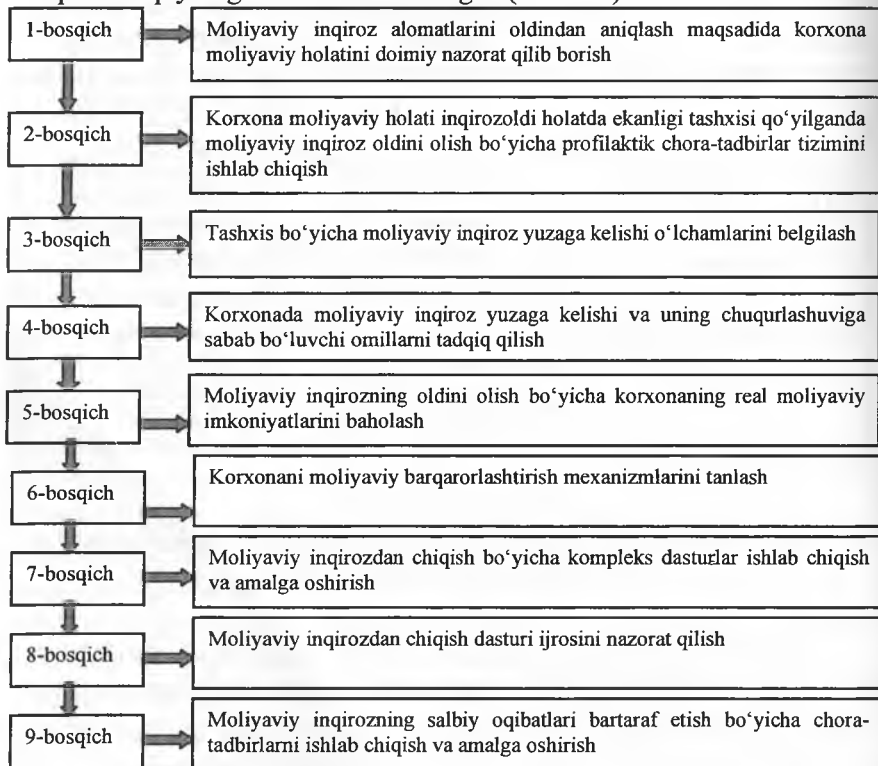 1-bosqich
Moliyaviy inqiroz alomatlarini oldindan aniqlash maqsadida korxona
moliyaviy holatini doimiy nazorat qilib borish
2-bosqich
Korxona moliyaviy holati inqirozoldi holatda ekanligi tashxisi qo‘yilganda
moliyaviy inqiroz oldini olish bo‘yicha profilaktik chora-tadbirlar tizimini
ishlab chiqish
3-bosqich
Tashxis bo‘yicha moliyaviy inqiroz yuzaga kelishi o‘lchamlarini belgilash
4-bosqich
Korxonada moliyaviy inqiroz yuzaga kelishi va uning chuqurlashuviga
sabab bo‘luvchi omillarni tadqiq qilish
5-bosqich
Moliyaviy inqirozning oldini olish bo‘yicha korxonaning real moliyaviy
imkoniyatlarini baholash
6-bosqich
Korxonani moliyaviy barqarorlashtirish mexanizmlarini tanlash
7-bosqich
Moliyaviy inqirozdan chiqish bo‘yicha kompleks dasturlar ishlab chiqish
va amalga oshirish
8-bosqich
Moliyaviy inqirozdan chiqish dasturi ijrosini nazorat qilish
9-bosqich
Moliyaviy inqirozning salbiy oqibatlari bartaraf etish bo‘yicha chora-
tadbirlarni ishlab chiqish va amalga oshirish